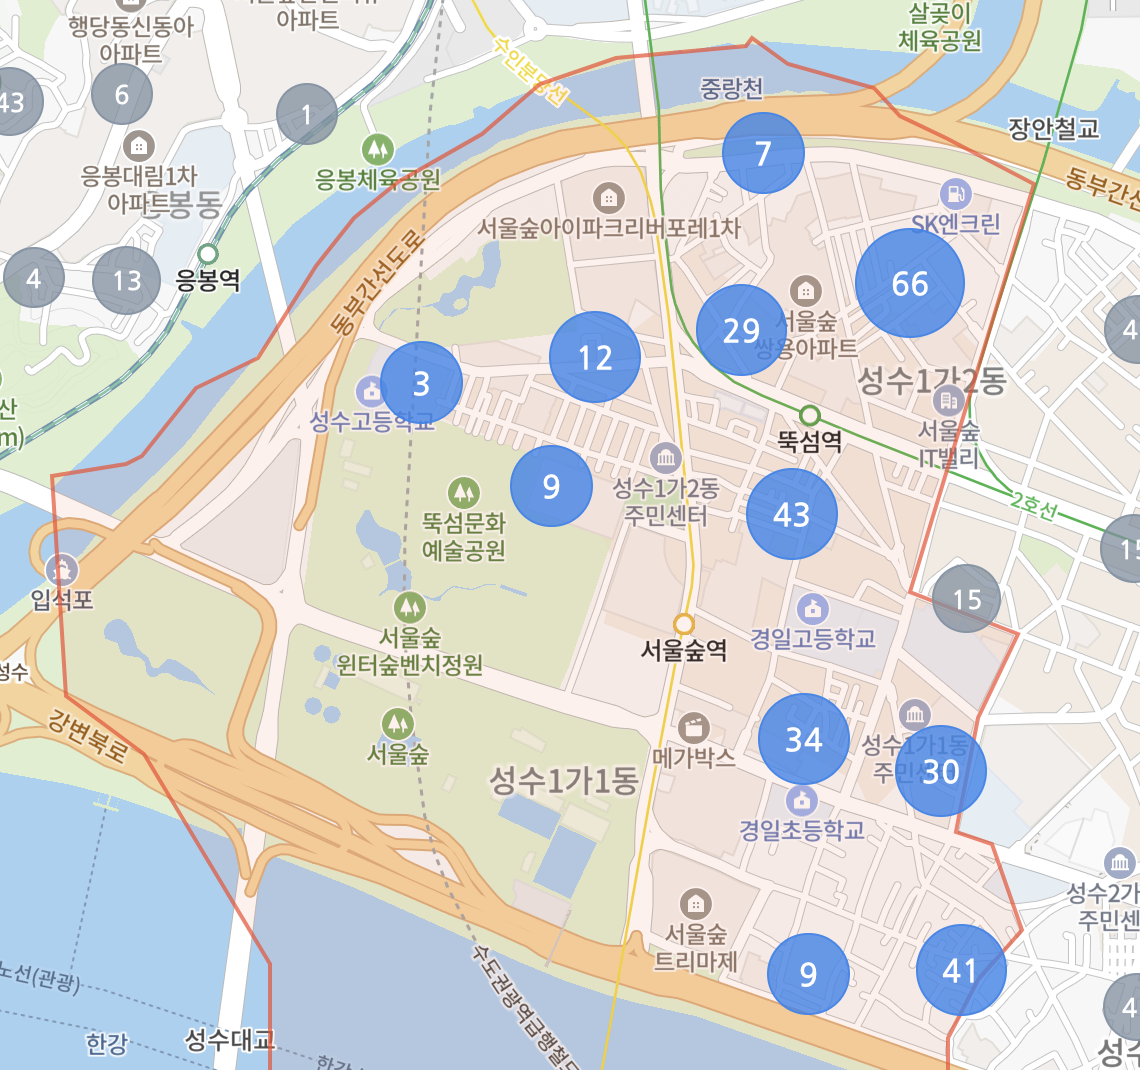 행당동신동아
아파트
아파트
살곶이
체육공원
수인분당선
43
6
1
중랑천
장안철교
7
응봉대림1차
아파트
응봉체육공원
동부간선
SK엔크린
서울숲아이파크리버포레1차
응봉역
4
13
동부간선도로
66
29
서울숲
쌍용아파트
4
12
3
성수고등학교
성수1가2동
산
m)
뚝섬역
서울숲
IT밸리
9
성수1가2동
주민센터
43
뚝섬문화
예술공원
2호선
15
입석포
15
서울숲
윈터숲벤치정원
경일고등학교
서울숲역
성수
강변북로
서울숲
메가박스
34
성수1가1동
30
성수1가1동
경일초등학교
성수2가
주민센
서울숲
트리마제
9
41
수도권광역급행철도
노선(관광)
4
한강
성수대교
성수